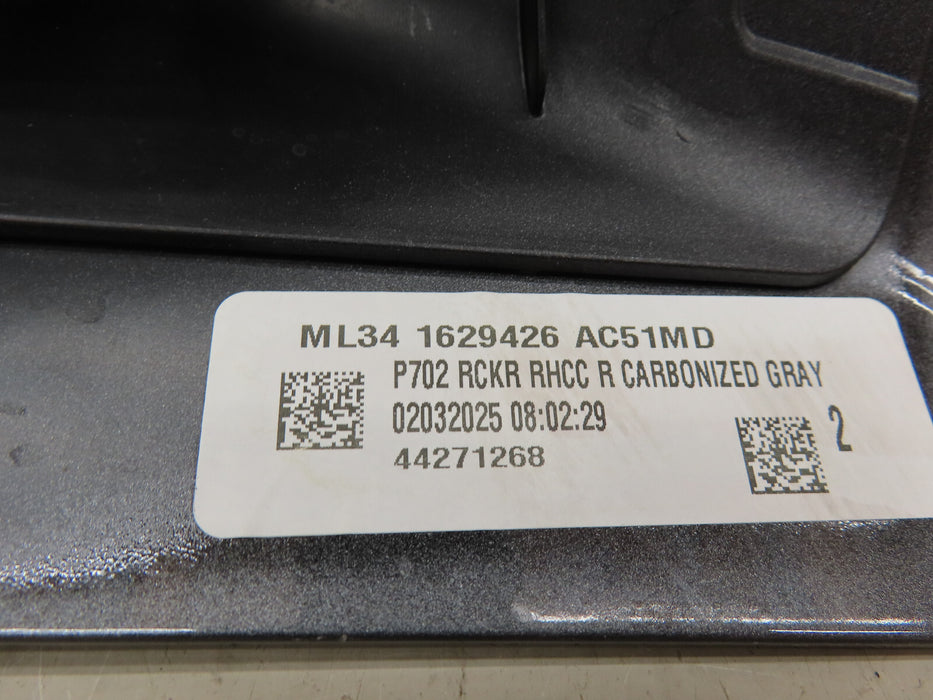 ML34 1629426 AC51MD
P702 RCKR RHCC R CARBONIZED GRAY
02032025 08:02:29
2
44271268